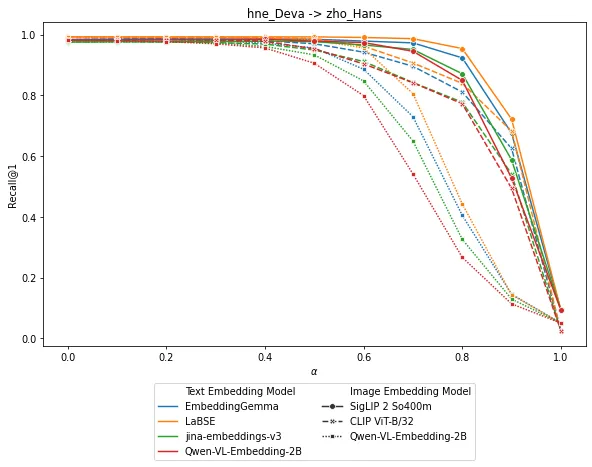 hne_Deva -> zho_Hans
Recall@1
1.0
0.8
0.6
0.4
0.2
0.0
0.0 0.2 0.4 0.6 0.8 1.0
α
Text Embedding Model
EmbeddingGemma
LaBSE
jina-embeddings-v3
Qwen-VL-Embedding-2B
Image Embedding Model
SigLIP 2 So400m
CLIP ViT-B/32
Qwen-VL-Embedding-2B